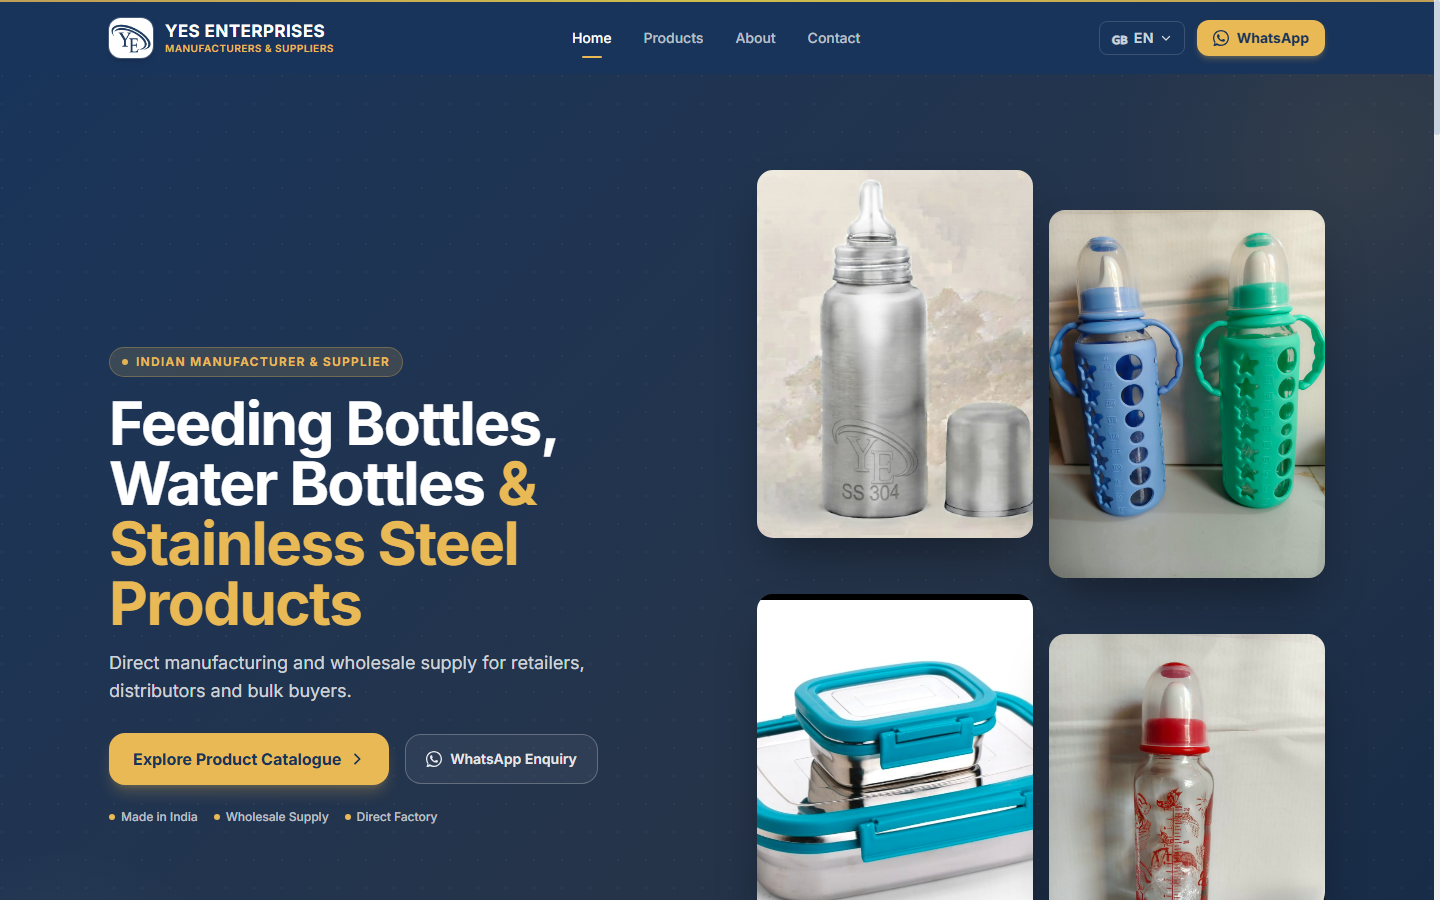 YE
YES ENTERPRISES
MANUFACTURERS & SUPPLIERS
Home
Products
About
Contact
GB EN
WhatsApp
INDIAN MANUFACTURER & SUPPLIER
Feeding Bottles,
Water Bottles &
Stainless Steel
Products
Direct manufacturing and wholesale supply for retailers,
distributors and bulk buyers.
Explore Product Catalogue
WhatsApp Enquiry
Made in India
Wholesale Supply
Direct Factory
YE
SS 304